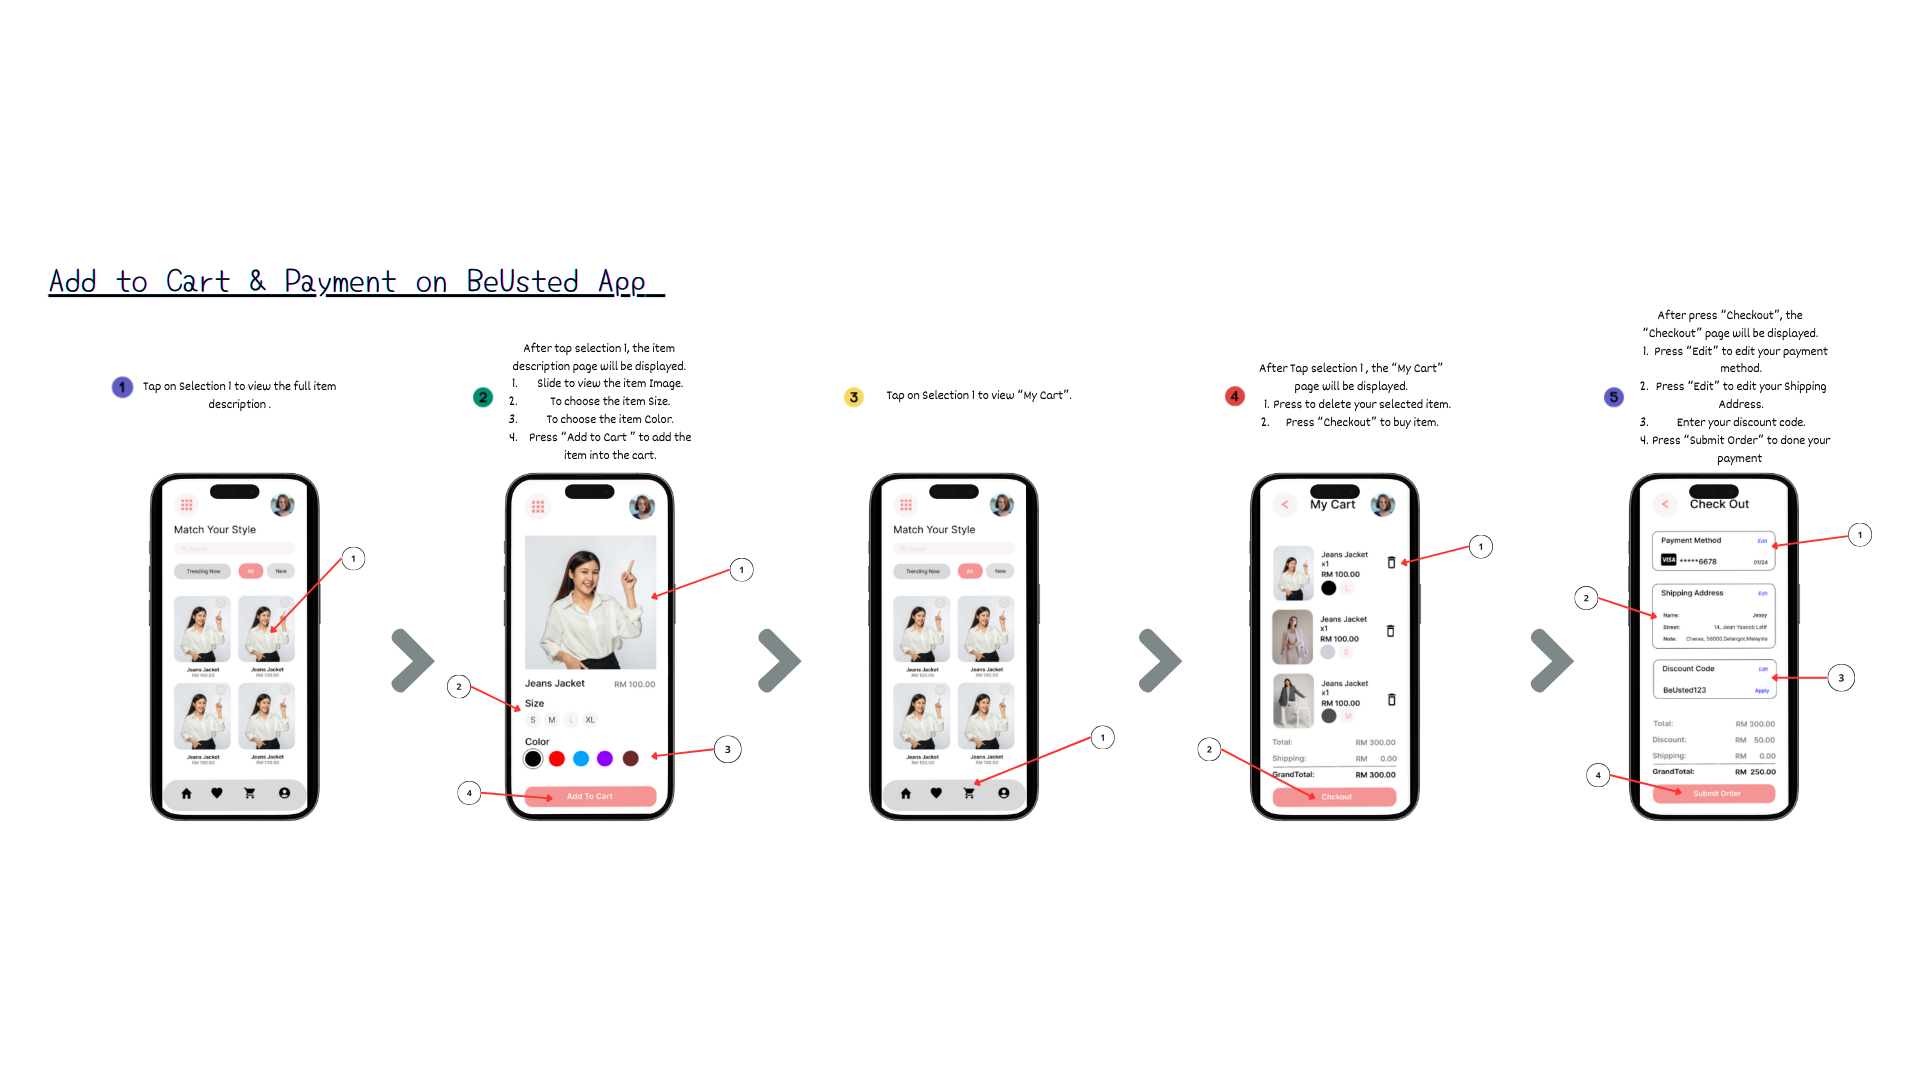 Add to Cart & Payment on BeUsted App
1
Tap on Selection 1 to view the full item
description .
2
After tap selection 1, the item
description page will be displayed.
1. Slide to view the item Image.
2. To choose the item Size.
3. To choose the item Color.
4. Press “Add to Cart ” to add the
item into the cart.
3
Tap on Selection 1 to view “My Cart”.
4
After Tap selection 1 , the “My Cart”
page will be displayed.
1. Press to delete your selected item.
2. Press “Checkout” to buy item.
5
After press “Checkout”, the
“Checkout” page will be displayed.
1. Press “Edit” to edit your payment
method.
2. Press “Edit” to edit your Shipping
Address.
3. Enter your discount code.
4. Press “Submit Order” to done your
payment
Match Your Style
Search
Trending Now
All
New
Jeans Jacket
RM 100.00
Jeans Jacket
RM 100.00
Jeans Jacket
RM 100.00
Jeans Jacket
RM 100.00
1
Jeans Jacket
RM 100.00
Size
S M L XL
Color
Add To Cart
1
2
3
4
Match Your Style
Search
Trending Now
All
New
Jeans Jacket
RM 100.00
Jeans Jacket
RM 100.00
Jeans Jacket
RM 100.00
Jeans Jacket
RM 100.00
1
< My Cart
Jeans Jacket
x1
RM 100.00
L
Jeans Jacket
x1
RM 100.00
S
Jeans Jacket
x1
RM 100.00
M
Total: RM 300.00
Shipping: RM 0.00
GrandTotal: RM 300.00
Chckout
1
2
< Check Out
Payment Method Edit
VISA *****6678 01/24
Shipping Address Edit
Name: Jessy
Street: 14, Jalan Yaacob Latif
Note: Cheras, 56000,Selangor,Malaysia
Discount Code Edit
BeUsted123 Apply
Total: RM 300.00
Discount: RM 50.00
Shipping: RM 0.00
GrandTotal: RM 250.00
Submit Order
1
2
3
4